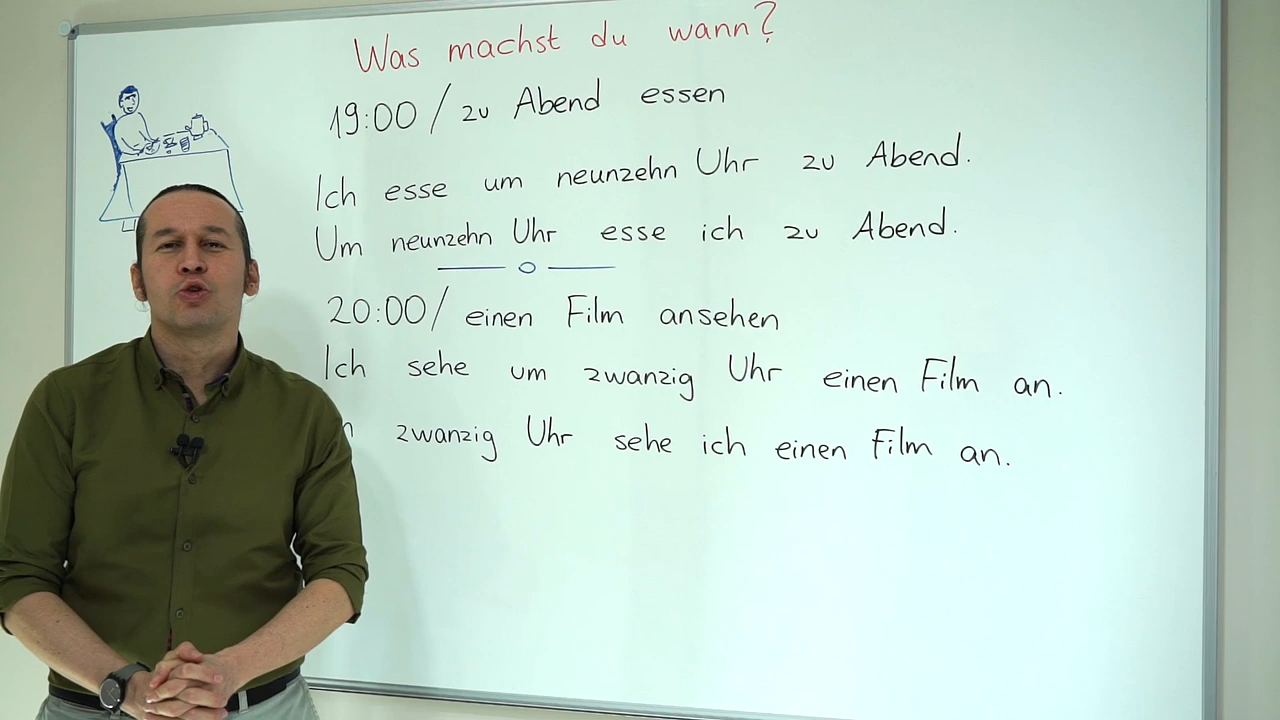 Was machst du wann?
19:00 / zu Abend essen
Ich esse um neunzehn Uhr zu Abend.
Um neunzehn Uhr esse ich zu Abend.
20:00 / einen Film ansehen
Ich sehe um zwanzig Uhr einen Film an.
zwanzig Uhr sehe ich einen Film an.